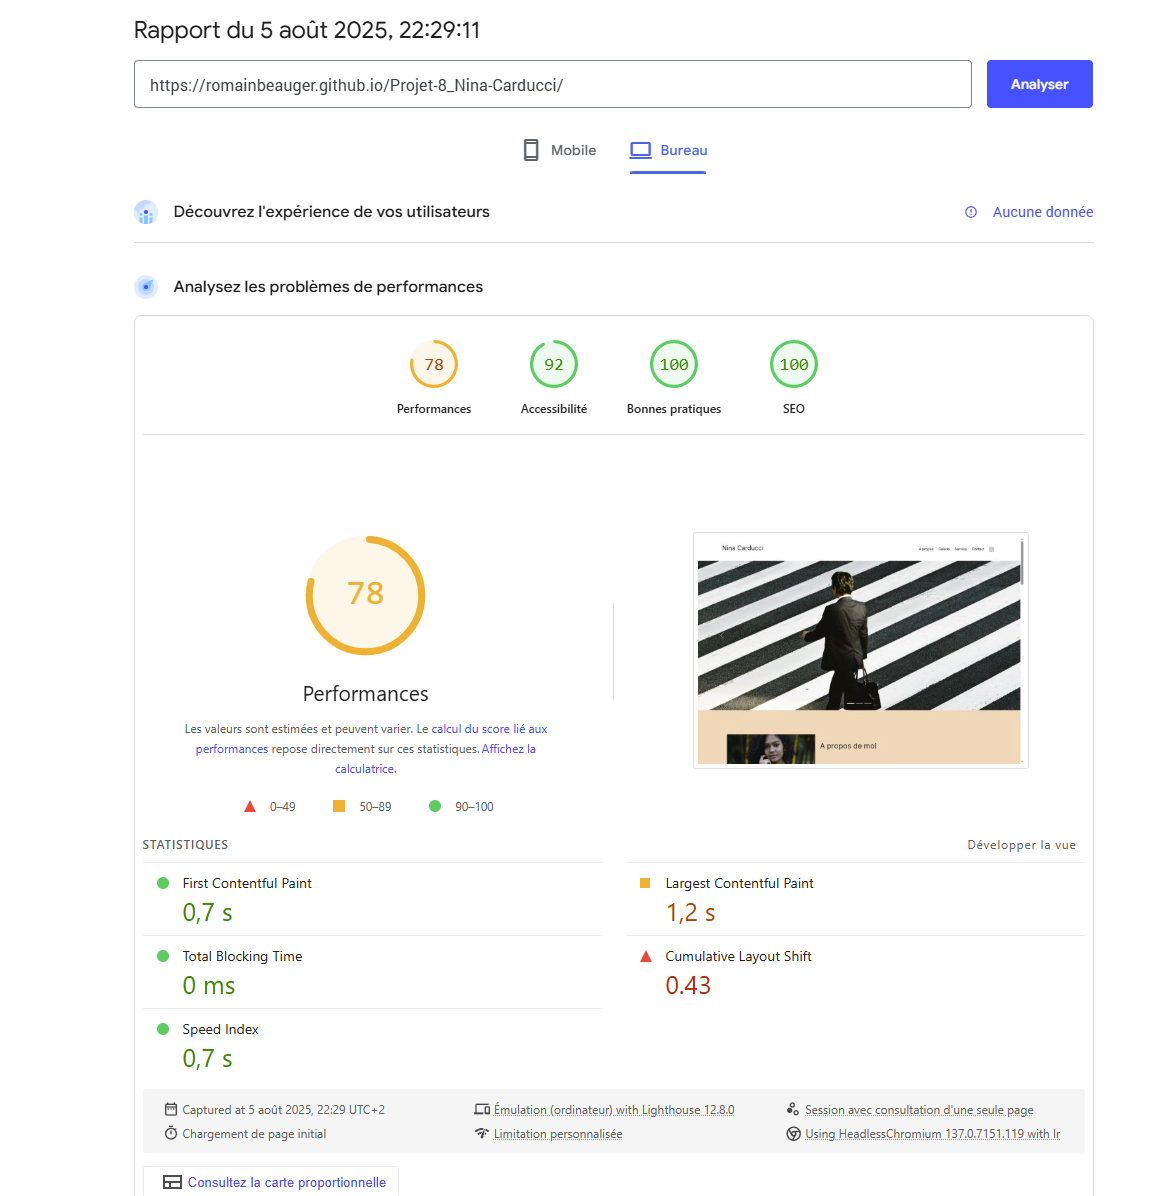 Rapport du 5 août 2025, 22:29:11
https://romainbeauger.github.io/Projet-8_Nina-Carducci/
Analyser
Mobile
Bureau
Découvrez l'expérience de vos utilisateurs
Aucune donnée
Analysez les problèmes de performances
78
92
100
100
Performances
Accessibilité
Bonnes pratiques
SEO
78
Performances
Les valeurs sont estimées et peuvent varier. Le calcul du score lié aux
performances repose directement sur ces statistiques. Affichez la
calculatrice.
0–49
50–89
90–100
Nina Carducci
A propos Galerie Service Contact
A propos de moi
STATISTIQUES
Développer la vue
First Contentful Paint
0,7 s
Largest Contentful Paint
1,2 s
Total Blocking Time
0 ms
Cumulative Layout Shift
0.43
Speed Index
0,7 s
Captured at 5 août 2025, 22:29 UTC+2
Émulation (ordinateur) with Lighthouse 12.8.0
Session avec consultation d'une seule page
Chargement de page initial
Limitation personnalisée
Using HeadlessChromium 137.0.7151.119 with lr
Consultez la carte proportionnelle